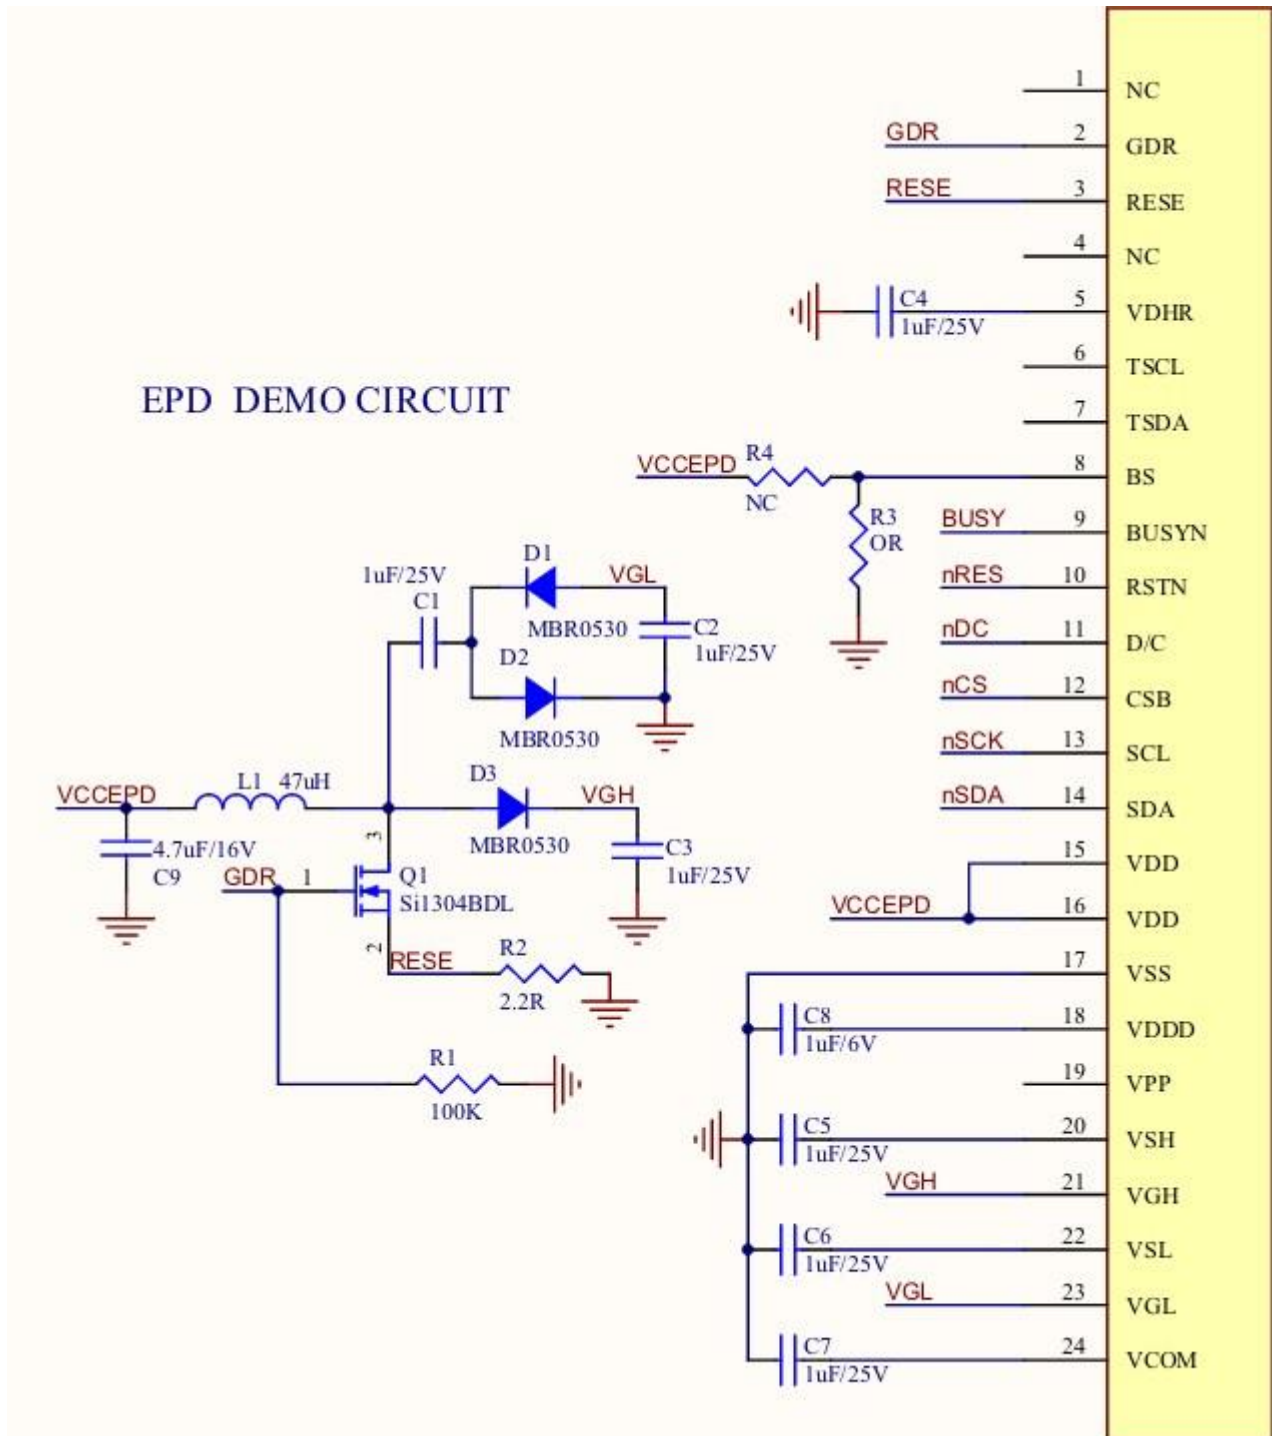 1 NC
GDR 2 GDR
RESE 3 RESE
4 NC
C4 5 VDHR
1uF/25V
6 TSCL
EPD DEMO CIRCUIT
7 TSDA
R4
VCCEPD 8 BS
NC
R3
OR
BUSY 9 BUSYN
D1
1uF/25V VGL nRES 10 RSTN
C1
MBR0530 C2
1uF/25V
nDC 11 D/C
D2
nCS 12 CSB
MBR0530
nSCK 13 SCL
L1 47uH D3
VCCEPD VGH nSDA 14 SDA
3
4.7uF/16V MBR0530 C3
1uF/25V
15 VDD
C9
GDR 1 Q1
Si1304BDL
VCCEPD 16 VDD
2
RESE R2
2.2R
17 VSS
C8 18 VDDD
1uF/6V
R1
100K
19 VPP
C5 20 VSH
1uF/25V
VGH 21 VGH
C6 22 VSL
1uF/25V
VGL 23 VGL
C7 24 VCOM
1uF/25V